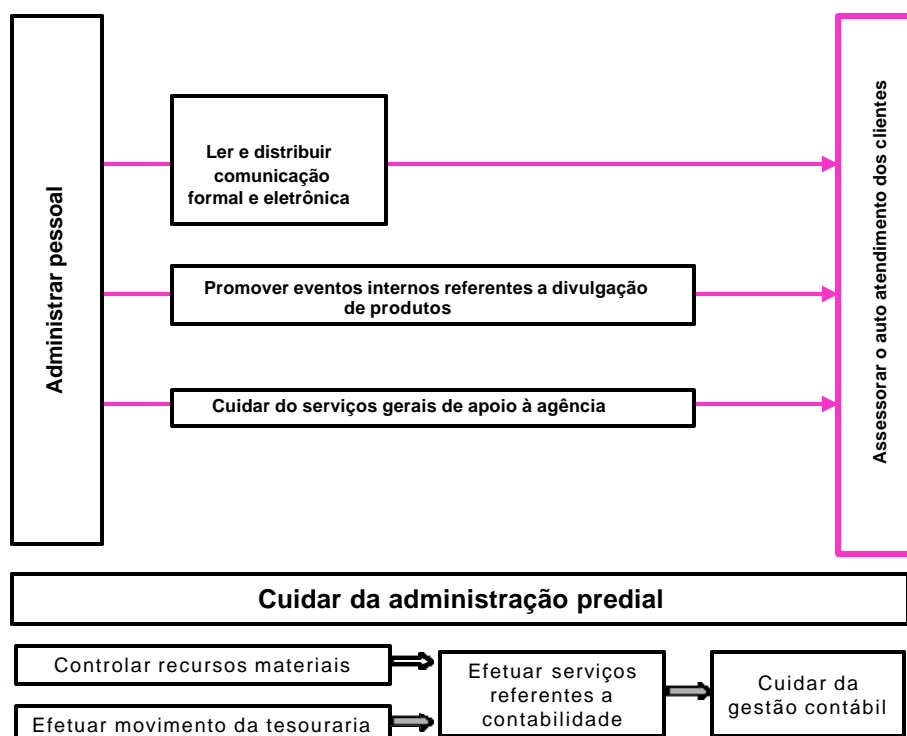 Administrar pessoal
Ler e distribuir
comunicação
formal e eletrônica
Promover eventos internos referentes a divulgação
de produtos
Cuidar do serviços gerais de apoio à agência
Assessorar o auto atendimento dos clientes
Cuidar da administração predial
Controlar recursos materiais
Efetuar movimento da tesouraria
Efetuar serviços
referentes a
contabilidade
Cuidar da
gestão contábil